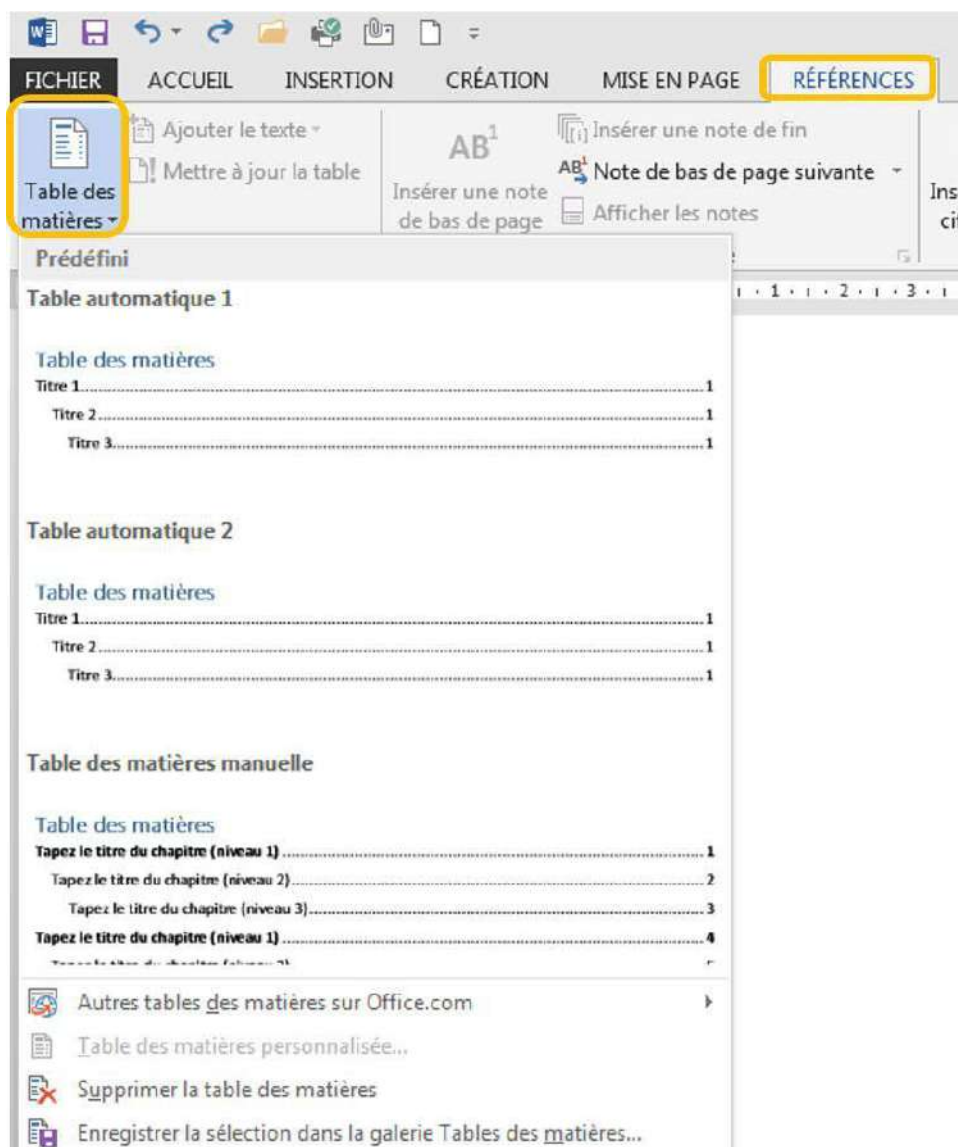 FICHIER ACCUEIL INSERTION CRÉATION MISE EN PAGE RÉFÉRENCES
Table des matières
Ajouter le texte
Mettre à jour la table
AB1
Insérer une note
de bas de page
Insérer une note de fin
AB1 Note de bas de page suivante
Afficher les notes
Prédéfini
1 2 3
Table automatique 1
Table des matières
Titre 1 1
Titre 2 1
Titre 3 1
Table automatique 2
Table des matières
Titre 1 1
Titre 2 1
Titre 3 1
Table des matières manuelle
Table des matières
Tapez le titre du chapitre (niveau 1) 1
Tapez le titre du chapitre (niveau 2) 2
Tapez le titre du chapitre (niveau 3) 3
Tapez le titre du chapitre (niveau 1) 4
Autres tables des matières sur Office.com
Table des matières personnalisée...
Supprimer la table des matières
Enregistrer la sélection dans la galerie Tables des matières...